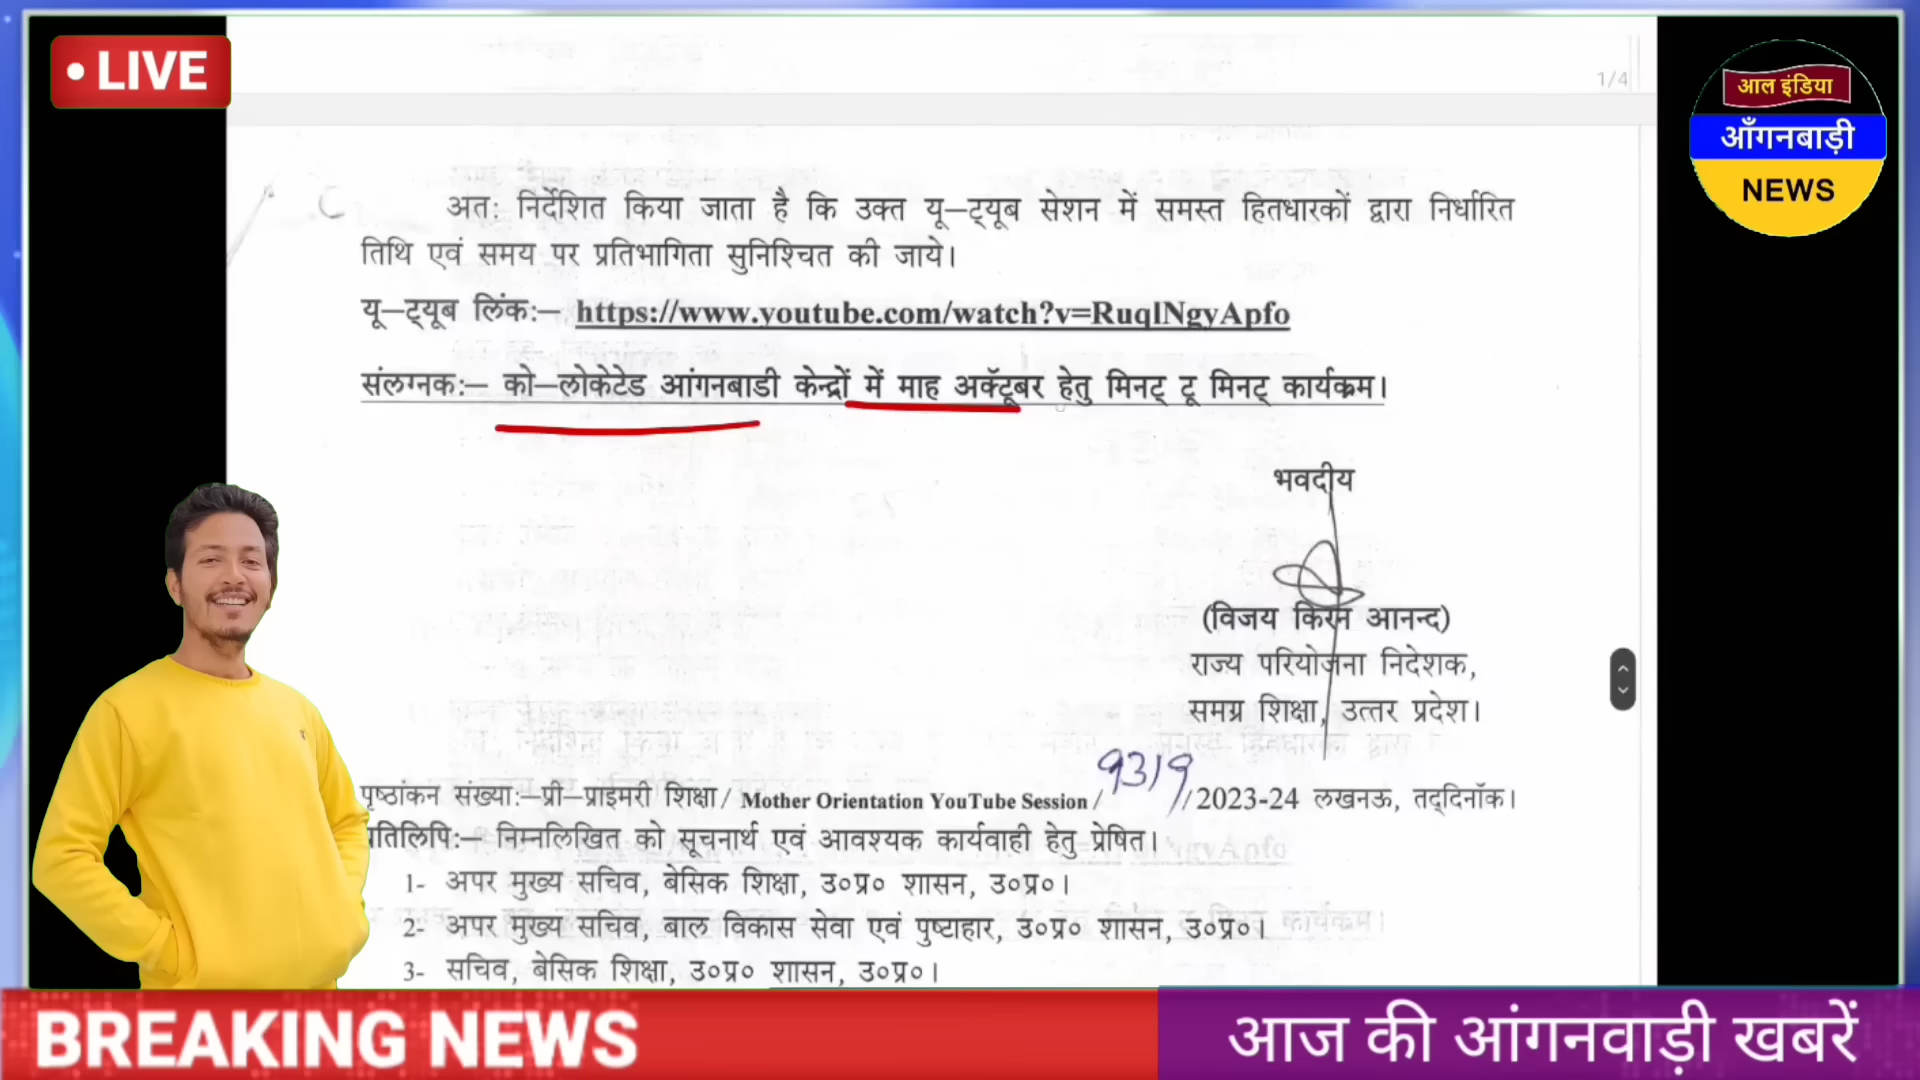 • LIVE
1/4
आल इंडिया
आँगनबाड़ी
NEWS
अतः निर्देशित किया जाता है कि उक्त यू–ट्यूब सेशन में समस्त हितधारकों द्वारा निर्धारित
तिथि एवं समय पर प्रतिभागिता सुनिश्चित की जाये।
यू–ट्यूब लिंकः– https://www.youtube.com/watch?v=RuqlNgyApfo
संलग्नकः– को–लोकेटेड आंगनबाडी केन्द्रों में माह अक्टूबर हेतु मिनट् टू मिनट् कार्यक्रम।
भवदीय
(विजय किरन आनन्द)
राज्य परियोजना निदेशक,
समग्र शिक्षा, उत्तर प्रदेश।
पृष्ठांकन संख्याः–प्री–प्राईमरी शिक्षा/ Mother Orientation YouTube Session / 9319 /2023-24 लखनऊ, तद्दिनॉक।
तिलिपिः– निम्नलिखित को सूचनार्थ एवं आवश्यक कार्यवाही हेतु प्रेषित।
1- अपर मुख्य सचिव, बेसिक शिक्षा, उ०प्र० शासन, उ०प्र०।
2- अपर मुख्य सचिव, बाल विकास सेवा एवं पुष्टाहार, उ०प्र० शासन, उ०प्र०।
3- सचिव, बेसिक शिक्षा, उ०प्र० शासन, उ०प्र०।
BREAKING NEWS
आज की आंगनवाड़ी खबरें